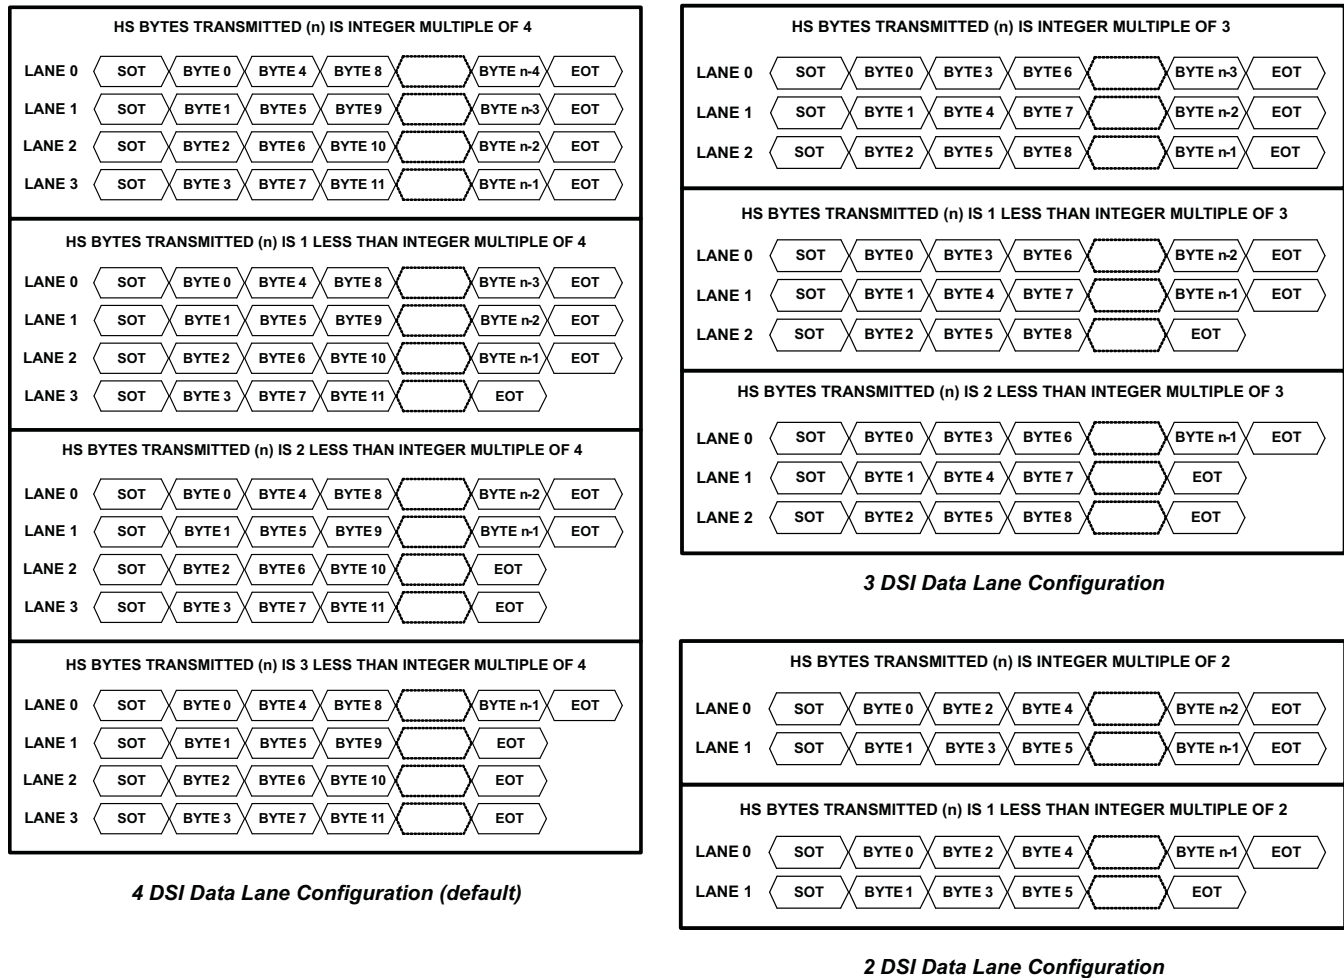 HS BYTES TRANSMITTED (n) IS INTEGER MULTIPLE OF 4
LANE 0 SOT BYTE 0 BYTE 4 BYTE 8 BYTE n-4 EOT
LANE 1 SOT BYTE 1 BYTE 5 BYTE 9 BYTE n-3 EOT
LANE 2 SOT BYTE 2 BYTE 6 BYTE 10 BYTE n-2 EOT
LANE 3 SOT BYTE 3 BYTE 7 BYTE 11 BYTE n-1 EOT
HS BYTES TRANSMITTED (n) IS 1 LESS THAN INTEGER MULTIPLE OF 4
LANE 0 SOT BYTE 0 BYTE 4 BYTE 8 BYTE n-3 EOT
LANE 1 SOT BYTE 1 BYTE 5 BYTE 9 BYTE n-2 EOT
LANE 2 SOT BYTE 2 BYTE 6 BYTE 10 BYTE n-1 EOT
LANE 3 SOT BYTE 3 BYTE 7 BYTE 11 EOT
HS BYTES TRANSMITTED (n) IS 2 LESS THAN INTEGER MULTIPLE OF 4
LANE 0 SOT BYTE 0 BYTE 4 BYTE 8 BYTE n-2 EOT
LANE 1 SOT BYTE 1 BYTE 5 BYTE 9 BYTE n-1 EOT
LANE 2 SOT BYTE 2 BYTE 6 BYTE 10 EOT
LANE 3 SOT BYTE 3 BYTE 7 BYTE 11 EOT
HS BYTES TRANSMITTED (n) IS 3 LESS THAN INTEGER MULTIPLE OF 4
LANE 0 SOT BYTE 0 BYTE 4 BYTE 8 BYTE n-1 EOT
LANE 1 SOT BYTE 1 BYTE 5 BYTE 9 EOT
LANE 2 SOT BYTE 2 BYTE 6 BYTE 10 EOT
LANE 3 SOT BYTE 3 BYTE 7 BYTE 11 EOT
4 DSI Data Lane Configuration (default)
HS BYTES TRANSMITTED (n) IS INTEGER MULTIPLE OF 3
LANE 0 SOT BYTE 0 BYTE 3 BYTE 6 BYTE n-3 EOT
LANE 1 SOT BYTE 1 BYTE 4 BYTE 7 BYTE n-2 EOT
LANE 2 SOT BYTE 2 BYTE 5 BYTE 8 BYTE n-1 EOT
HS BYTES TRANSMITTED (n) IS 1 LESS THAN INTEGER MULTIPLE OF 3
LANE 0 SOT BYTE 0 BYTE 3 BYTE 6 BYTE n-2 EOT
LANE 1 SOT BYTE 1 BYTE 4 BYTE 7 BYTE n-1 EOT
LANE 2 SOT BYTE 2 BYTE 5 BYTE 8 EOT
HS BYTES TRANSMITTED (n) IS 2 LESS THAN INTEGER MULTIPLE OF 3
LANE 0 SOT BYTE 0 BYTE 3 BYTE 6 BYTE n-1 EOT
LANE 1 SOT BYTE 1 BYTE 4 BYTE 7 EOT
LANE 2 SOT BYTE 2 BYTE 5 BYTE 8 EOT
3 DSI Data Lane Configuration
HS BYTES TRANSMITTED (n) IS INTEGER MULTIPLE OF 2
LANE 0 SOT BYTE 0 BYTE 2 BYTE 4 BYTE n-2 EOT
LANE 1 SOT BYTE 1 BYTE 3 BYTE 5 BYTE n-1 EOT
HS BYTES TRANSMITTED (n) IS 1 LESS THAN INTEGER MULTIPLE OF 2
LANE 0 SOT BYTE 0 BYTE 2 BYTE 4 BYTE n-1 EOT
LANE 1 SOT BYTE 1 BYTE 3 BYTE 5 EOT
2 DSI Data Lane Configuration